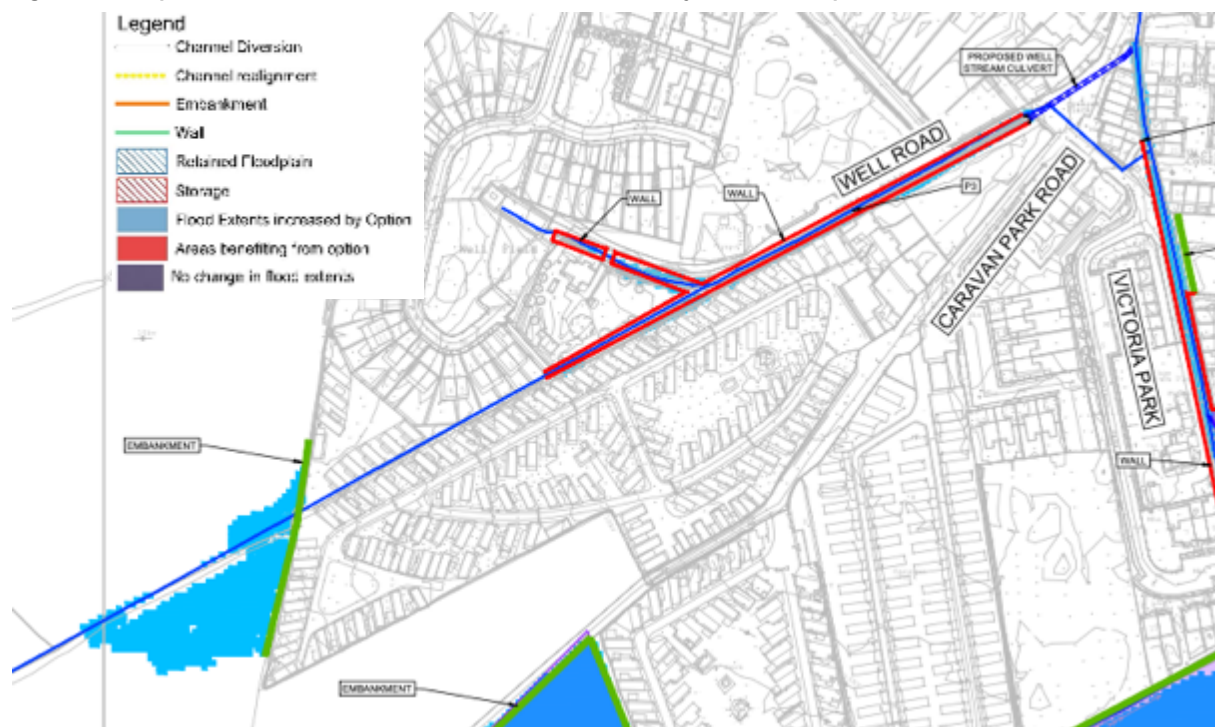 Legend
Channel Diversion
Channel realignment
Embankment
Wall
Retained Floodplain
Storage
Flood Extents increased by Option
Areas benefiting from option
No change in flood extents
PROPOSED WELL
STREAM CULVERT
WELL ROAD
P3
WALL
WALL
CARAVAN PARK ROAD
VICTORIA PARK
WALL
EMBANKMENT
EMBANKMENT